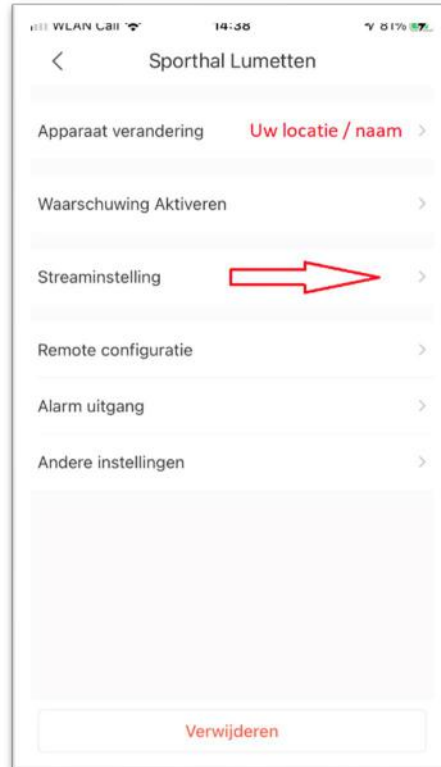 WLAN Call 14:38 81%
Sporthal Lumetten
Apparaat verandering Uw locatie / naam
Waarschuwing Aktiveren
Streaminstelling
Remote configuratie
Alarm uitgang
Andere instellingen
Verwijderen